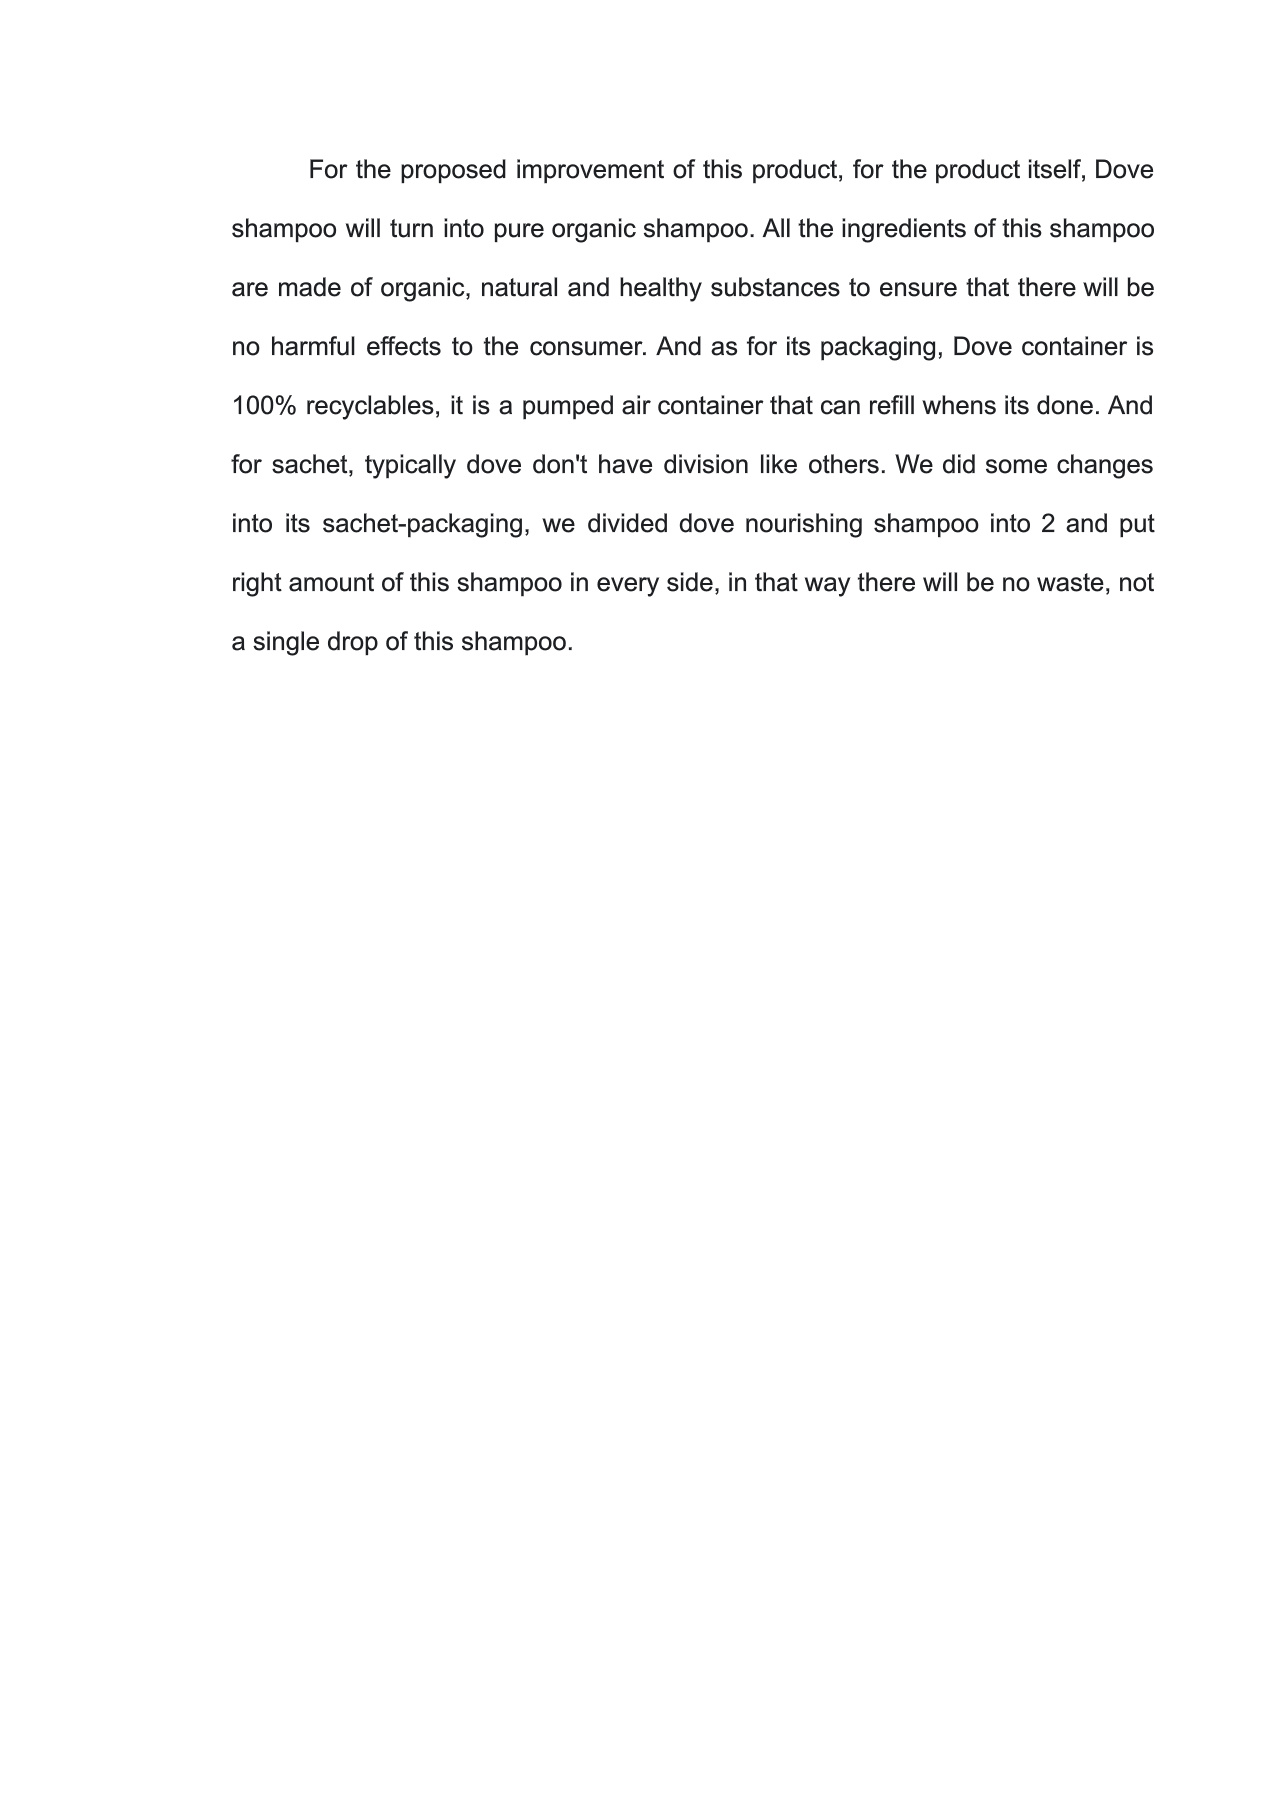 For the proposed improvement of this product, for the product itself, Dove
shampoo will turn into pure organic shampoo. All the ingredients of this shampoo
are made of organic, natural and healthy substances to ensure that there will be
no harmful effects to the consumer. And as for its packaging, Dove container is
100% recyclables, it is a pumped air container that can refill whens its done. And
for sachet, typically dove don't have division like others. We did some changes
into its sachet-packaging, we divided dove nourishing shampoo into 2 and put
right amount of this shampoo in every side, in that way there will be no waste, not
a single drop of this shampoo.